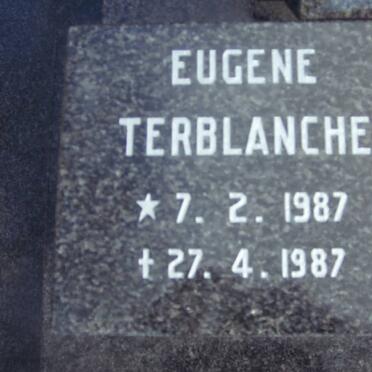 EUGENE
TERBLANCHE
★ 7. 2. 1987
† 27. 4. 1987